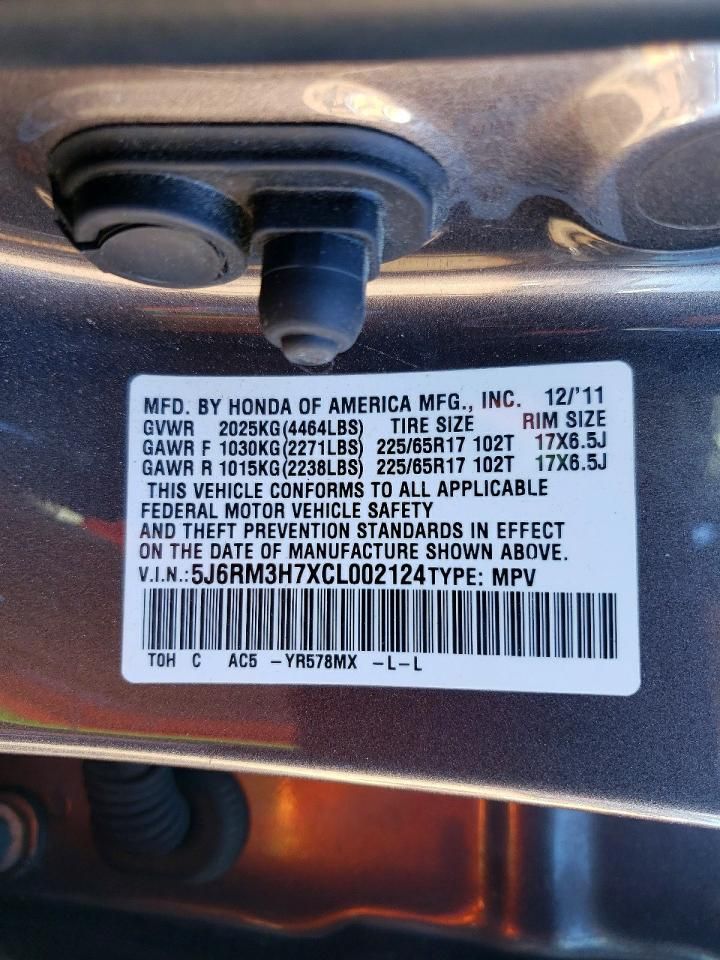 MFD. BY HONDA OF AMERICA MFG., INC. 12/'11
GVWR 2025KG(4464LBS) TIRE SIZE RIM SIZE
GAWR F 1030KG(2271LBS) 225/65R17 102T 17X6.5J
GAWR R 1015KG(2238LBS) 225/65R17 102T 17X6.5J
THIS VEHICLE CONFORMS TO ALL APPLICABLE
FEDERAL MOTOR VEHICLE SAFETY
AND THEFT PREVENTION STANDARDS IN EFFECT
ON THE DATE OF MANUFACTURE SHOWN ABOVE.
V.I.N.:5J6RM3H7XCL002124 TYPE: MPV
TOH C AC5 -YR578MX -L-L